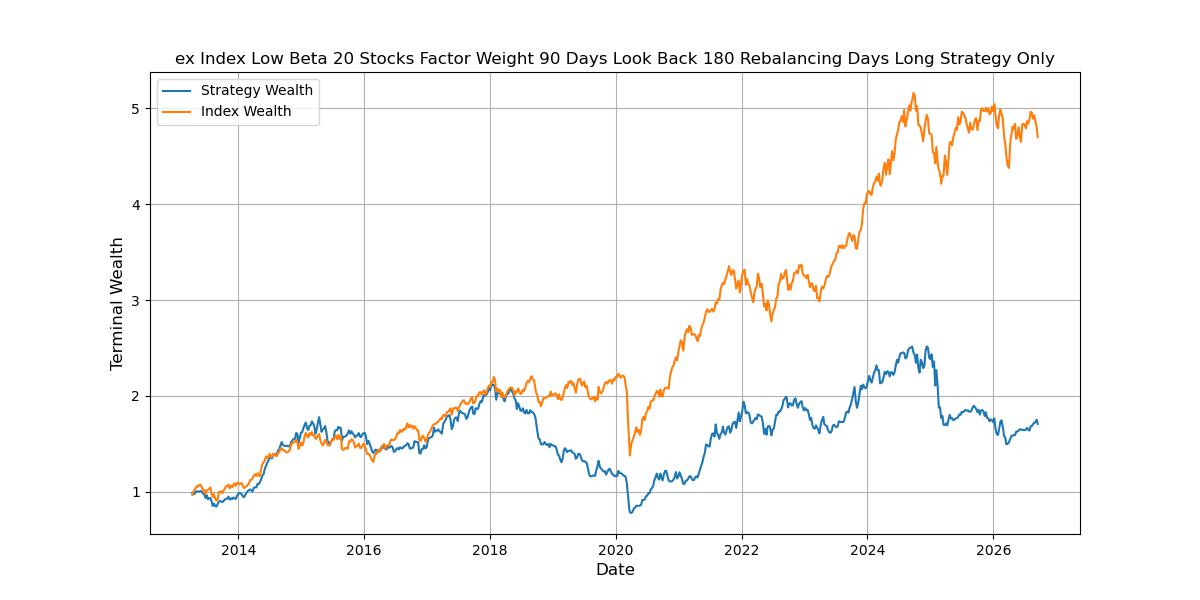 ex Index Low Beta 20 Stocks Factor Weight 90 Days Look Back 180 Rebalancing Days Long Strategy Only
Strategy Wealth
Index Wealth
Terminal Wealth
5
4
3
2
1
2014 2016 2018 2020 2022 2024 2026
Date